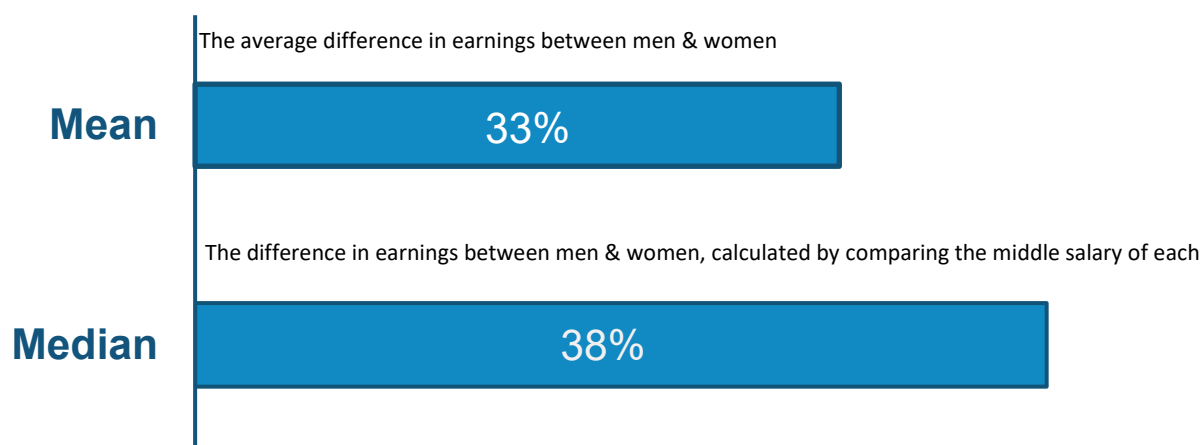 The average difference in earnings between men & women
Mean
33%
The difference in earnings between men & women, calculated by comparing the middle salary of each
Median
38%